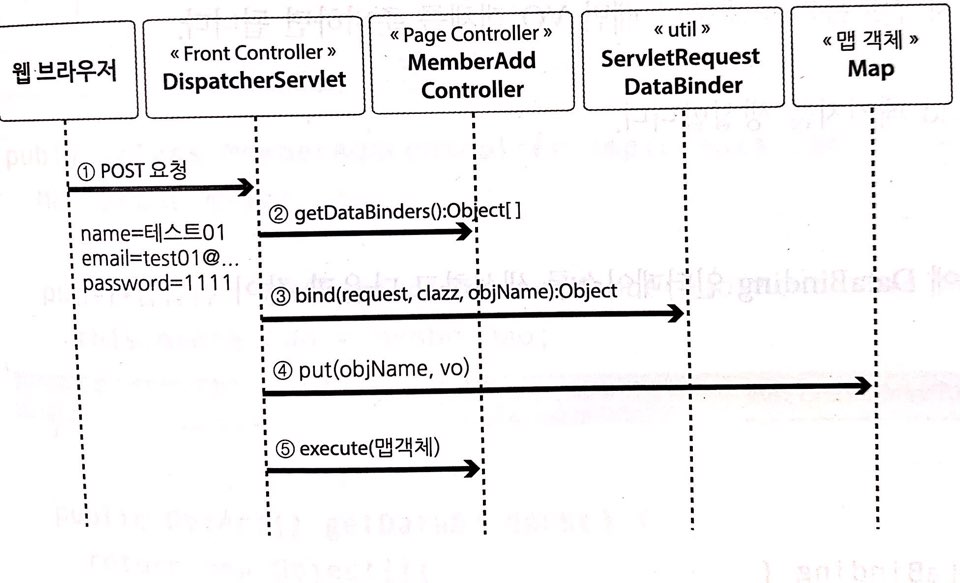 웹 브라우저
« Front Controller »
DispatcherServlet
« Page Controller »
MemberAdd
Controller
« util »
ServletRequest
DataBinder
« 맵 객체 »
Map
① POST 요청
name=테스트01
email=test01@...
password=1111
② getDataBinders():Object[ ]
③ bind(request, clazz, objName):Object
④ put(objName, vo)
⑤ execute(맵객체)